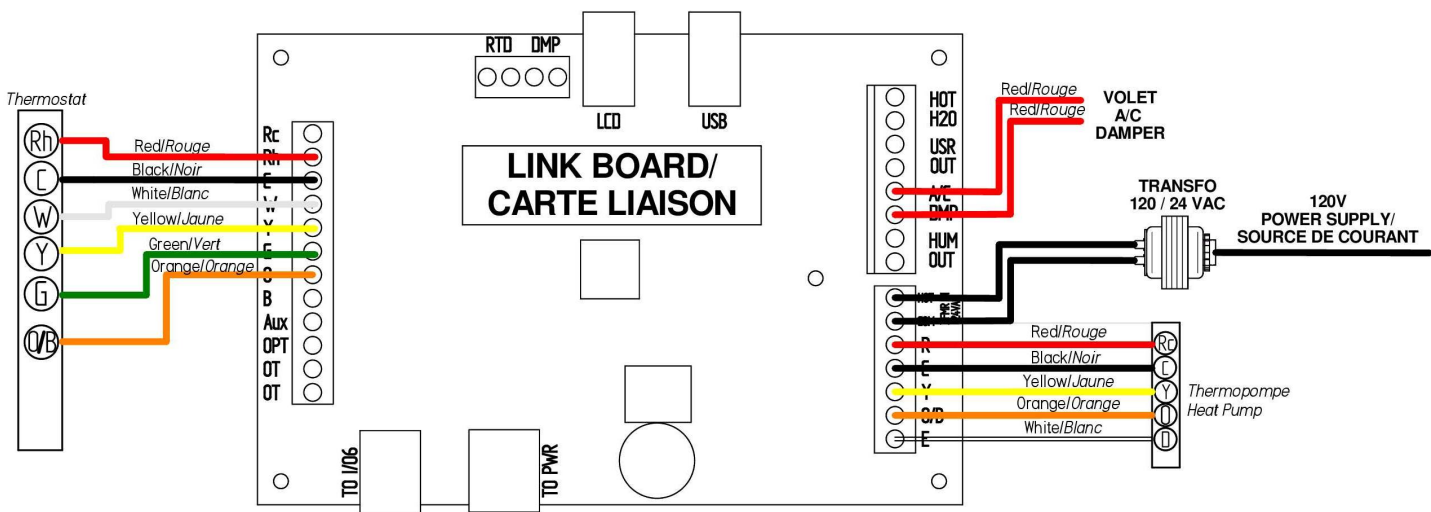 Thermostat
Rh
C
W
Y
G
O/B
Red/Rouge
Black/Noir
White/Blanc
Yellow/Jaune
Green/Vert
Orange/Orange
Rc
Rh
W
Y
B
Aux
OPT
OT
OT
RTD DMP
LCD
USB
LINK BOARD/
CARTE LIAISON
TO I/O6
TO PWR
HOT
H2O
USR
OUT
A/C
DMP
HUM
OUT
R
C
Y
O/B
Red/Rouge
Red/Rouge
VOLET
A/C
DAMPER
TRANSFO
120 / 24 VAC
120V
POWER SUPPLY/
SOURCE DE COURANT
Red/Rouge
Black/Noir
Yellow/Jaune
Orange/Orange
White/Blanc
Rc
C
Y
O
D
Thermopompe
Heat Pump